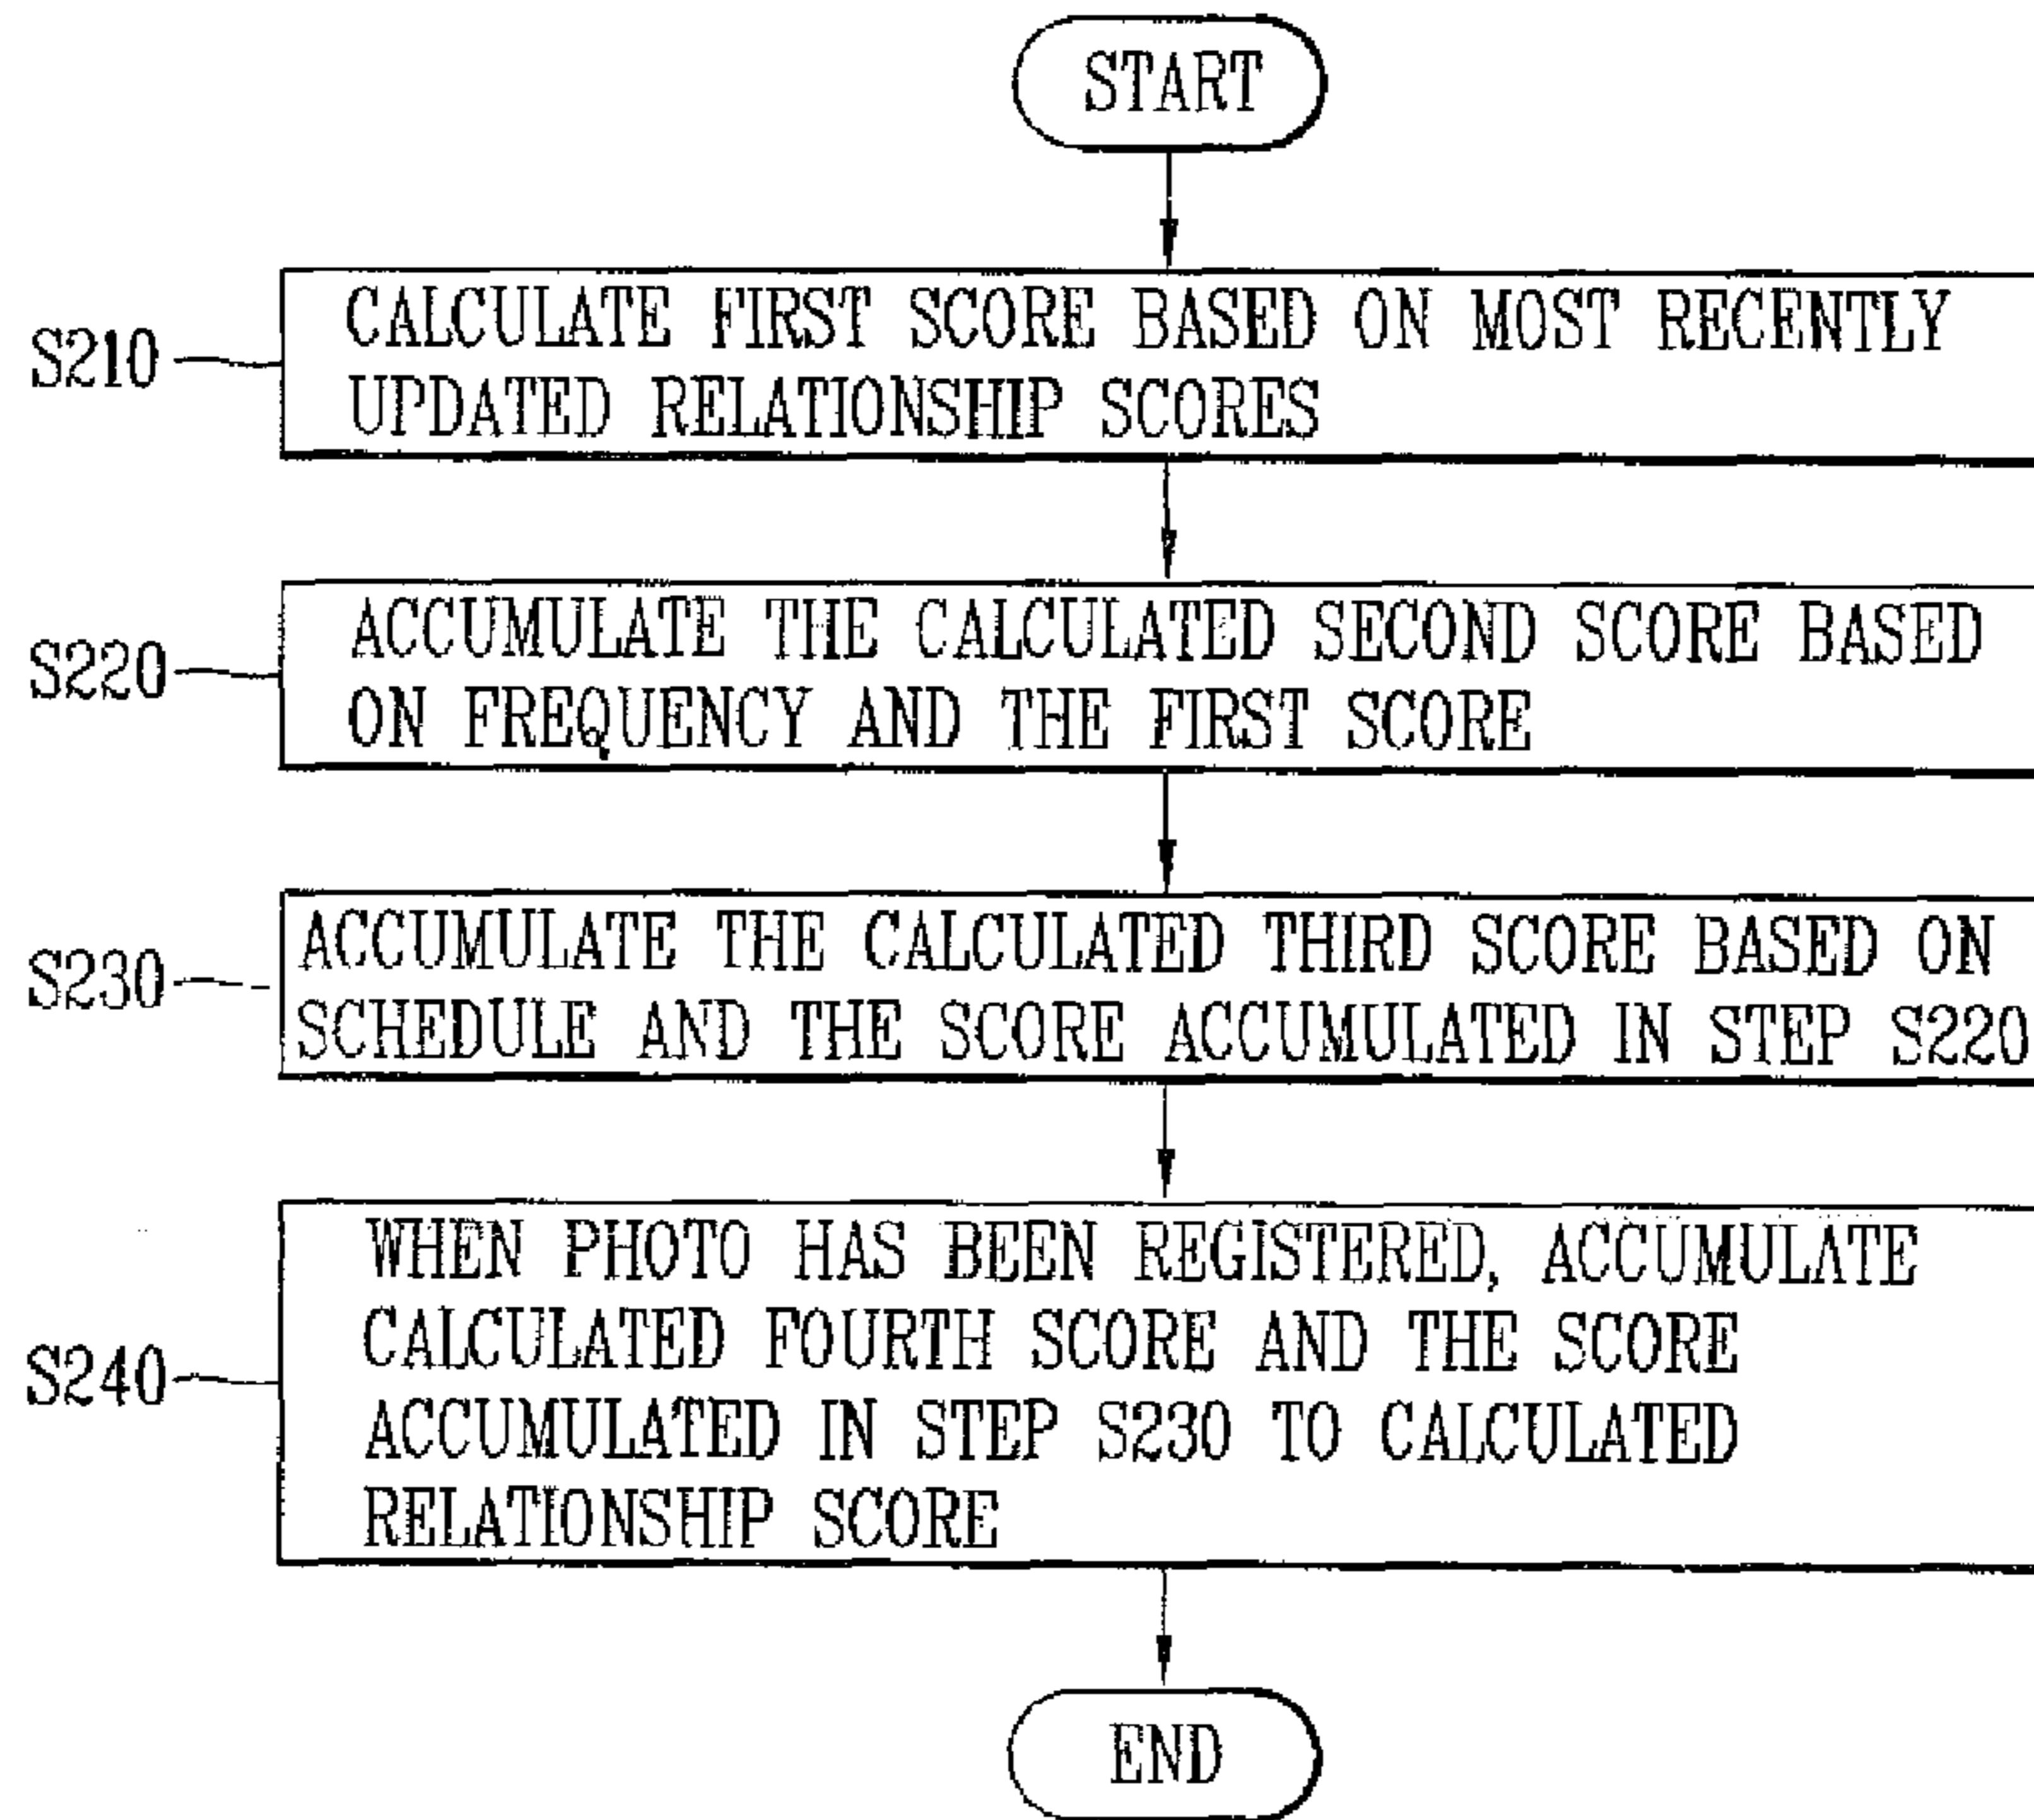 START
S210
CALCULATE FIRST SCORE BASED ON MOST RECENTLY
UPDATED RELATIONSHIP SCORES
S220
ACCUMULATE THE CALCULATED SECOND SCORE BASED
ON FREQUENCY AND THE FIRST SCORE
S230
ACCUMULATE THE CALCULATED THIRD SCORE BASED ON
SCHEDULE AND THE SCORE ACCUMULATED IN STEP S220
S240
WHEN PHOTO HAS BEEN REGISTERED, ACCUMULATE
CALCULATED FOURTH SCORE AND THE SCORE
ACCUMULATED IN STEP S230 TO CALCULATED
RELATIONSHIP SCORE
END